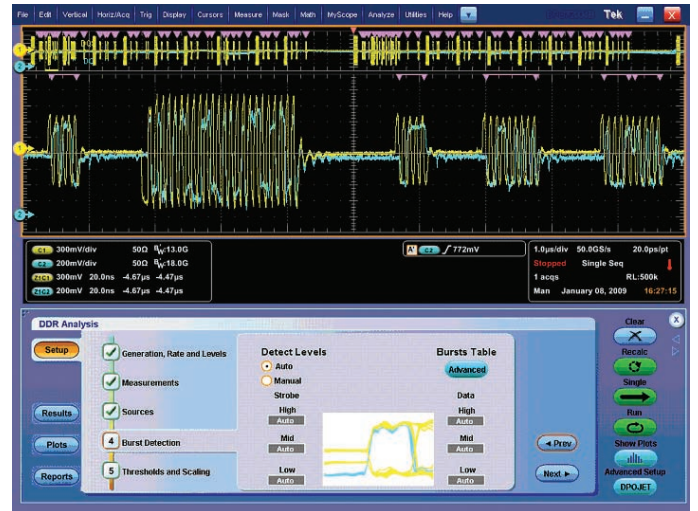 File Edit Vertical Horiz/Acq Trig Display Cursors Measure Mask Math MyScope Analyze Utilities Help Tek X
1
2
1
2
C1 300mV/div 50Ω BW:13.0G
C2 200mV/div 50Ω BW:18.0G
Z1C1 300mV 20.0ns -4.67µs -4.47µs
Z1C2 200mV 20.0ns -4.67µs -4.47µs
A' C2 772mV
1.0µs/div 50.0GS/s 20.0ps/pt
Stopped Single Seq
1 acqs RL:500k
Man January 08, 2009 16:27:15
DDR Analysis
Setup
Results
Plots
Reports
Generation, Rate and Levels
Measurements
Sources
4 Burst Detection
5 Thresholds and Scaling
Detect Levels
Auto
Manual
Strobe
High
Auto
Mid
Auto
Low
Auto
Bursts Table
Advanced
Data
High
Auto
Mid
Auto
Low
Auto
Prev
Next
Clear
X
Recalc
Single
Run
Show Plots
Advanced Setup
DPOJET